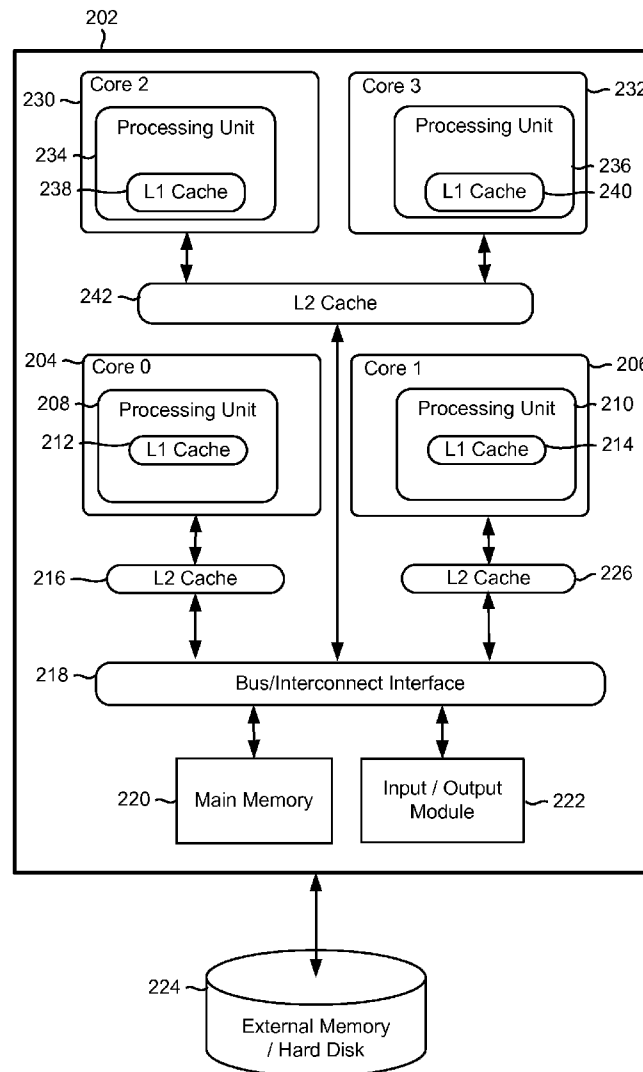 202
Core 2
Core 3
230
232
Processing Unit
Processing Unit
234
236
238
L1 Cache
L1 Cache
240
242
L2 Cache
204
Core 0
Core 1
206
208
Processing Unit
Processing Unit
210
212
L1 Cache
L1 Cache
214
216
L2 Cache
L2 Cache
226
218
Bus/Interconnect Interface
220
Main Memory
Input / Output
Module
222
224
External Memory
/ Hard Disk